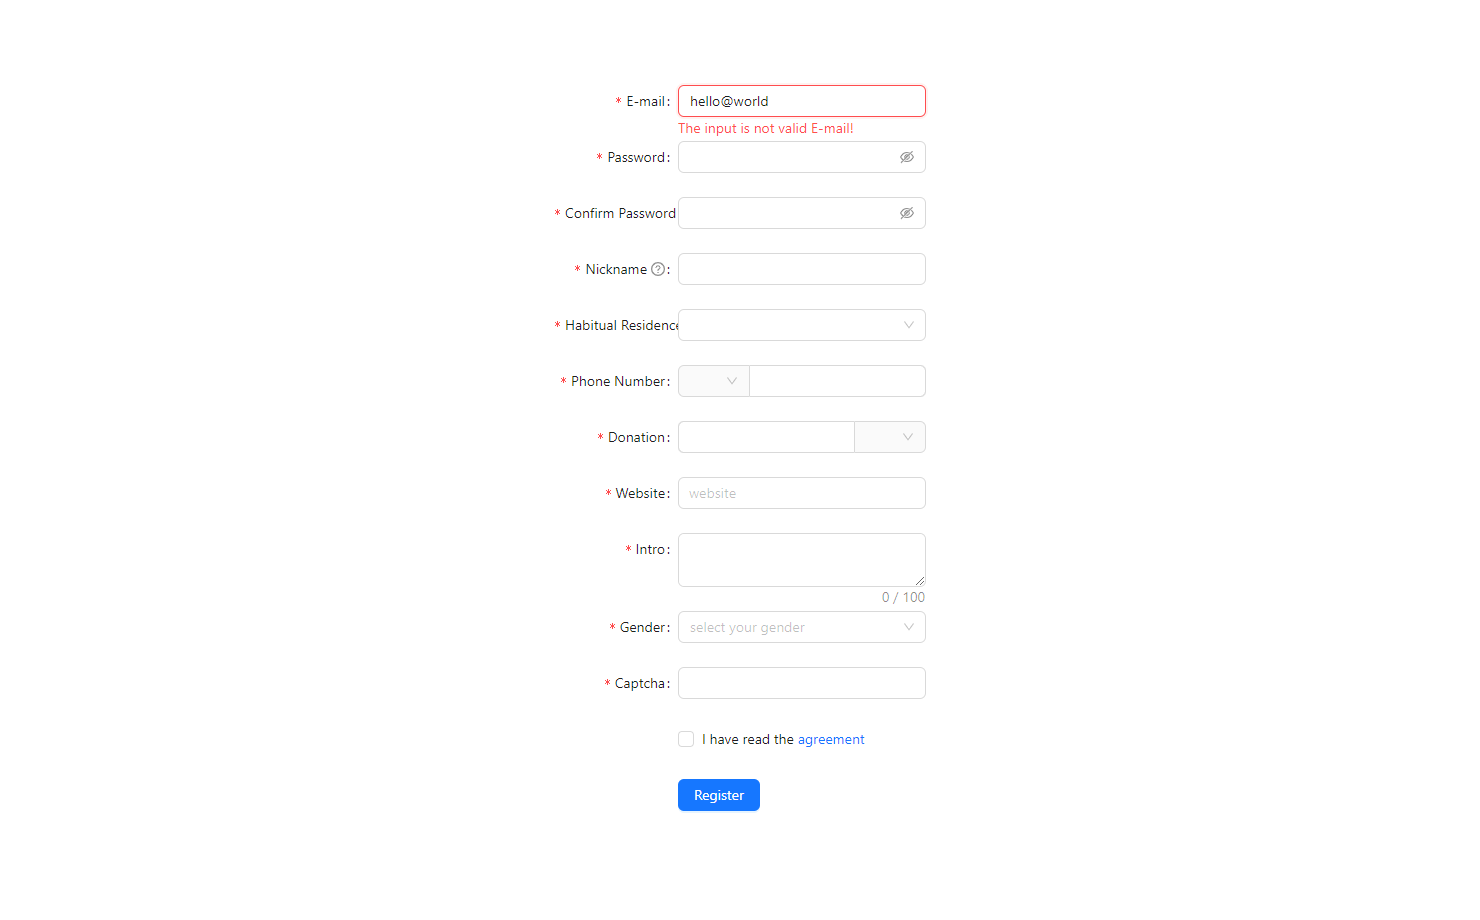 * E-mail: hello@world
The input is not valid E-mail!
* Password:
* Confirm Password
* Nickname ?:
* Habitual Residence
* Phone Number:
* Donation:
* Website: website
* Intro:
0 / 100
* Gender: select your gender
* Captcha:
I have read the agreement
Register